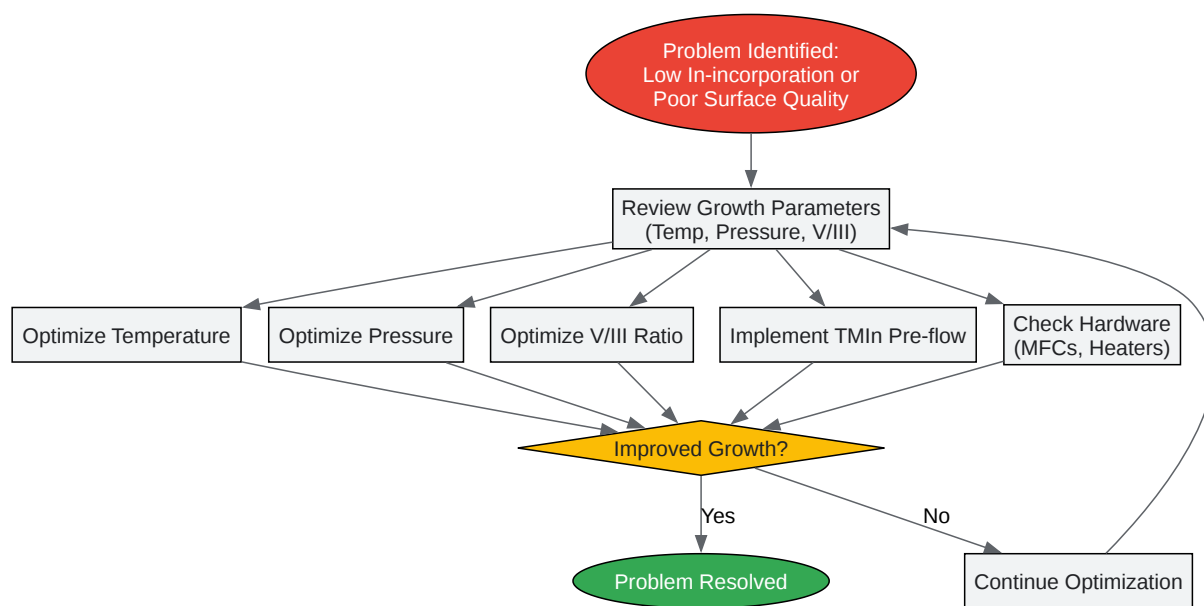 Problem Identified:
Low In-incorporation or
Poor Surface Quality
Review Growth Parameters
(Temp, Pressure, V/III)
Optimize Temperature
Optimize Pressure
Optimize V/III Ratio
Implement TMIn Pre-flow
Check Hardware
(MFCs, Heaters)
Improved Growth?
Yes
No
Problem Resolved
Continue Optimization